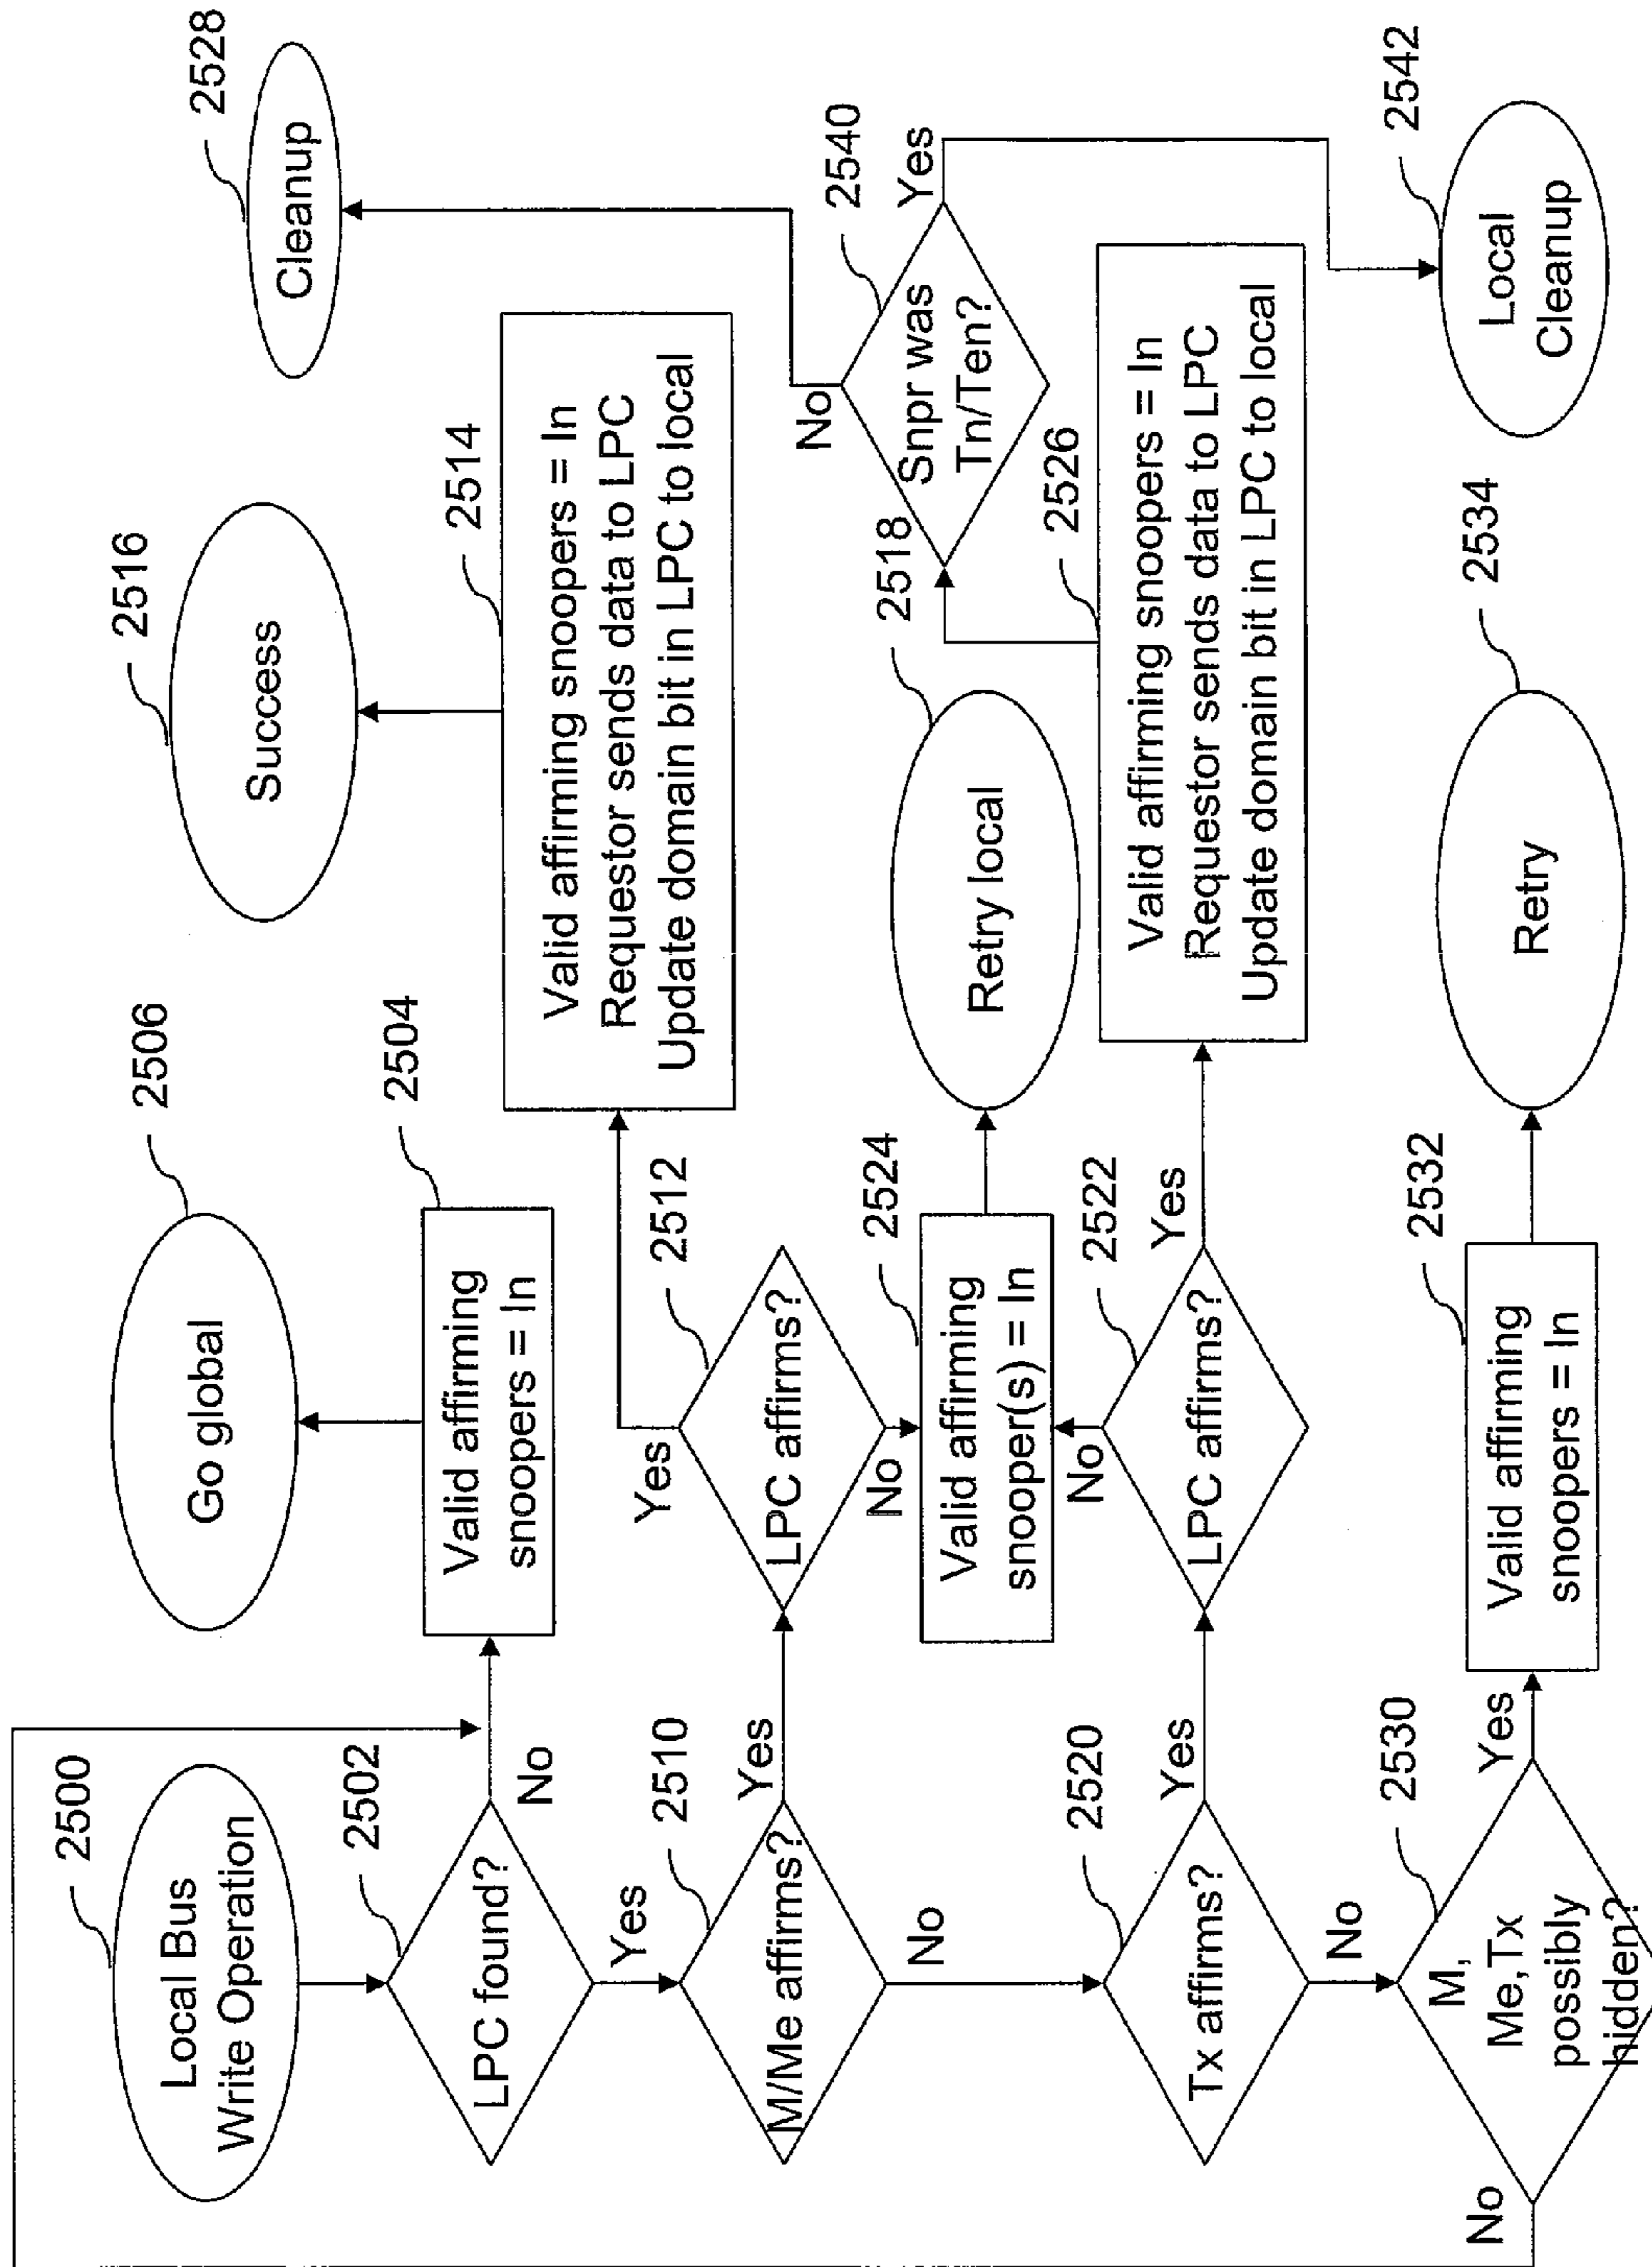 2500
Local Bus
Write Operation
2502
LPC found?
No
Yes
2504
Valid affirming
snoopers = In
2506
Go global
2510
M/Me affirms?
Yes
No
2512
LPC affirms?
Yes
No
2514
Valid affirming snoopers = In
Requestor sends data to LPC
Update domain bit in LPC to local
2516
Success
2520
Tx affirms?
Yes
No
2522
LPC affirms?
No
Yes
2524
Valid affirming
snooper(s) = In
2518
Retry local
2526
Valid affirming snoopers = In
Requestor sends data to LPC
Update domain bit in LPC to local
2540
Snpr was
Tn/Ten?
No
Yes
2528
Cleanup
2542
Local
Cleanup
2530
M,
Me,Tx
possibly
hidden?
Yes
No
2532
Valid affirming
snoopers = In
2534
Retry